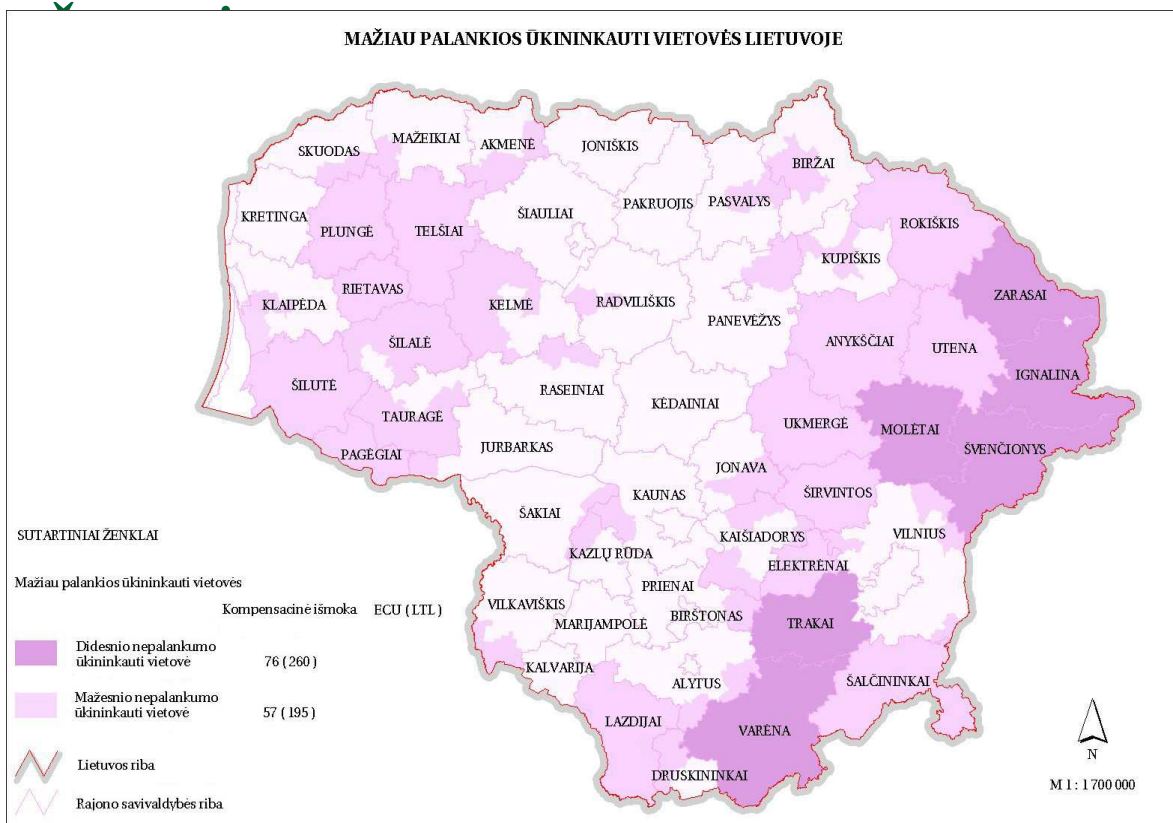 MAŽIAU PALANKIOS ŪKININKAUTI VIETOVĖS LIETUVOJE
MAŽEIKIAI
AKMENĖ
SKUODAS
JONIŠKIS
BIRŽAI
KRETINGA
PLUNGĖ
TELŠIAI
ŠIAULIAI
PAKRUOJIS
PASVALYS
ROKIŠKIS
KUPIŠKIS
RIETAVAS
KLAIPĖDA
KELMĖ
RADVILIŠKIS
PANEVĖŽYS
ZARASAI
ŠILALĖ
ANYKŠČIAI
UTENA
IGNALINA
ŠILUTĖ
RASEINIAI
KĖDAINIAI
TAURAGĖ
UKMERGĖ
MOLĖTAI
ŠVENČIONYS
PAGĖGIAI
JURBARKAS
JONAVA
ŠIRVINTOS
KAUNAS
ŠAKIAI
KAIŠIADORYS
VILNIUS
KAZLŲ RŪDA
ELEKTRĖNAI
PRIENAI
VILKAVIŠKIS
MARIJAMPOLĖ
BIRŠTONAS
TRAKAI
KALVARIJA
ALYTUS
ŠALČININKAI
LAZDIJAI
VARĖNA
DRUSKININKAI
SUTARTINIAI ŽENKLAI
Mažiau palankios ūkininkauti vietovės
Kompensacinė išmoka ECU ( LTL )
Didesnio nepalankumo
ūkininkauti vietovė 76 ( 260 )
Mažesnio nepalankumo
ūkininkauti vietovė 57 ( 195 )
Lietuvos riba
Rajono savivaldybės riba
N
M 1 : 1 700 000